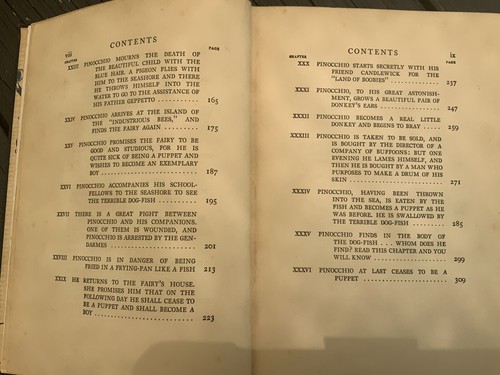 viii
CONTENTS
CHAPTER PAGE
XXIII PINOCCHIO MOURNS THE DEATH OF
THE BEAUTIFUL CHILD WITH THE
BLUE HAIR. A PIGEON FLIES WITH
HIM TO THE SEASHORE AND THERE
HE THROWS HIMSELF INTO THE
WATER TO GO TO THE ASSISTANCE OF
HIS FATHER GEPPETTO . . . . . . . . 165
XXIV PINOCCHIO ARRIVES AT THE ISLAND OF
THE "INDUSTRIOUS BEES," AND
FINDS THE FAIRY AGAIN . . . . . . . . 175
XXV PINOCCHIO PROMISES THE FAIRY TO BE
GOOD AND STUDIOUS, FOR HE IS
QUITE SICK OF BEING A PUPPET AND
WISHES TO BECOME AN EXEMPLARY
BOY . . . . . . . . 187
XXVI PINOCCHIO ACCOMPANIES HIS SCHOOL-
FELLOWS TO THE SEASHORE TO SEE
THE TERRIBLE DOG-FISH . . . . . . . . 195
XXVII THERE IS A GREAT FIGHT BETWEEN
PINOCCHIO AND HIS COMPANIONS.
ONE OF THEM IS WOUNDED, AND
PINOCCHIO IS ARRESTED BY THE GEN-
DARMES . . . . . . . . 201
XXVIII PINOCCHIO IS IN DANGER OF BEING
FRIED IN A FRYING-PAN LIKE A FISH 213
XXIX HE RETURNS TO THE FAIRY'S HOUSE.
SHE PROMISES HIM THAT ON THE
FOLLOWING DAY HE SHALL CEASE TO
BE A PUPPET AND SHALL BECOME A
BOY . . . . . . . . 223
ix
CONTENTS
CHAPTER PAGE
XXX PINOCCHIO STARTS SECRETLY WITH HIS
FRIEND CANDLEWICK FOR THE
"LAND OF BOOBIES" . . . . . . . . 237
XXXI PINOCCHIO, TO HIS GREAT ASTONISH-
MENT, GROWS A BEAUTIFUL PAIR OF
DONKEY'S EARS . . . . . . . . 247
XXXII PINOCCHIO BECOMES A REAL LITTLE
DONKEY AND BEGINS TO BRAY . . 259
XXXIII PINOCCHIO IS TAKEN TO BE SOLD, AND
IS BOUGHT BY THE DIRECTOR OF A
COMPANY OF BUFFOONS: BUT ONE
EVENING HE LAMES HIMSELF, AND
THEN HE IS BOUGHT BY A MAN WHO
PURPOSES TO MAKE A DRUM OF HIS
SKIN . . . . . . . . 271
XXXIV PINOCCHIO, HAVING BEEN THROWN
INTO THE SEA, IS EATEN BY THE
FISH AND BECOMES A PUPPET AS HE
WAS BEFORE. HE IS SWALLOWED BY
THE TERRIBLE DOG-FISH . . . . . . . . 285
XXXV PINOCCHIO FINDS IN THE BODY OF
THE DOG-FISH . . . WHOM DOES HE
FIND? READ THIS CHAPTER AND YOU
WILL KNOW . . . . . . . . 299
XXXVI PINOCCHIO AT LAST CEASES TO BE A
PUPPET . . . . . . . . 309